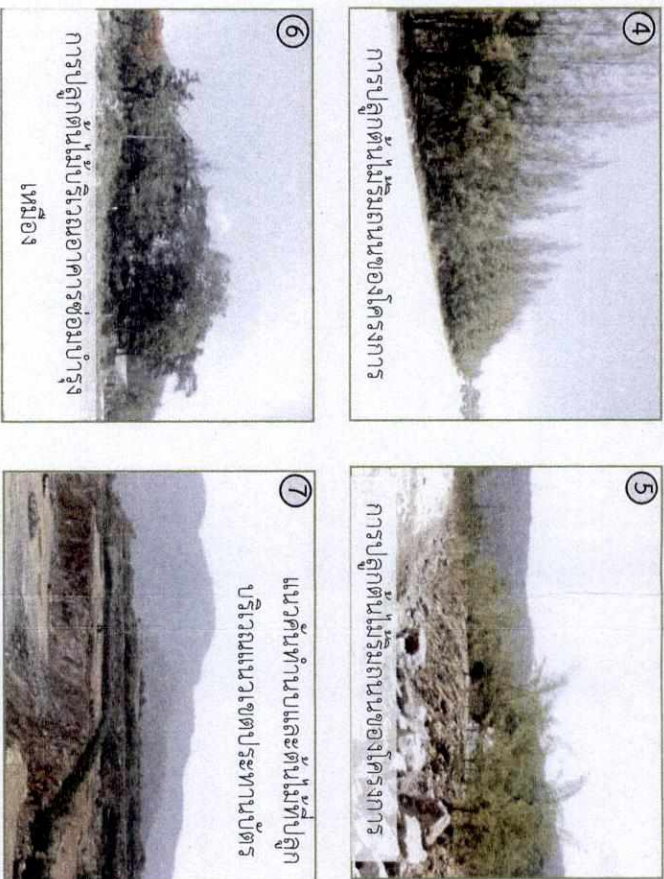 ④
การปลูกต้นไม้ริมถนนของโครงการ
⑤
การปลูกต้นไม้ริมถนนของโครงการ
⑥
การปลูกต้นไม้บริเวณอาคารซ่อมบำรุง
เหมือง
⑦
แนวคันทำนบและต้นไม้ที่ปลูก
บริเวณแนวเขตประทานบัตร